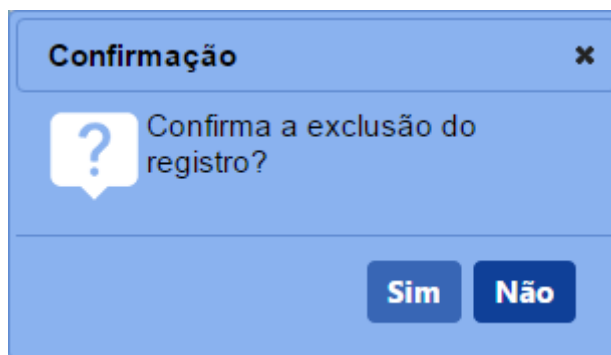 Confirmação
Confirma a exclusão do
registro?
Sim Não